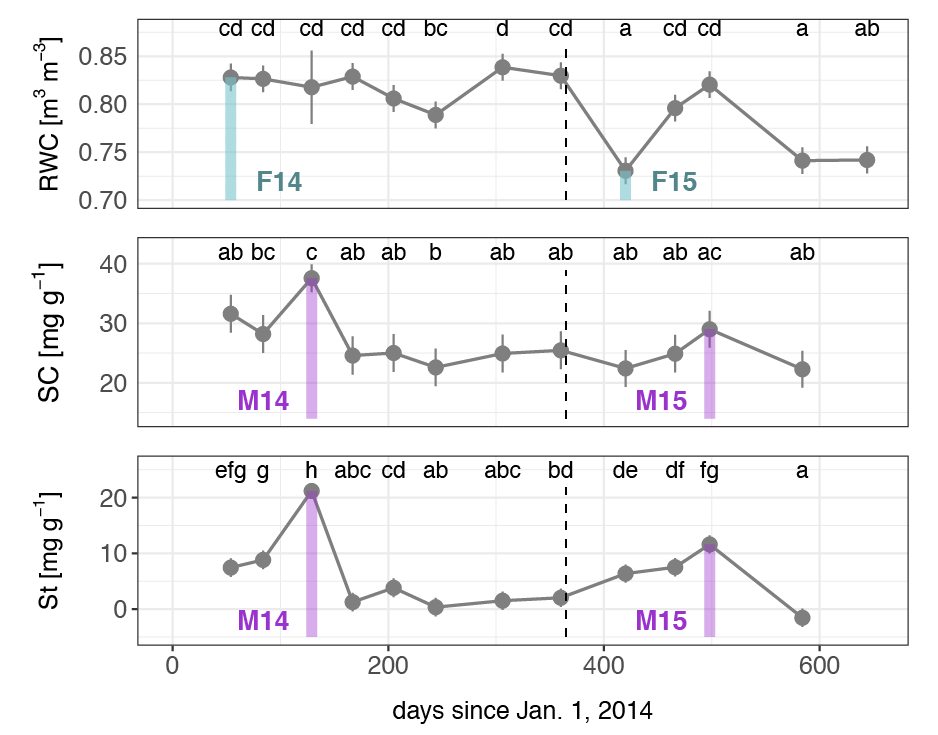 cd cd cd cd cd bc d cd a cd cd a ab
0.85
0.80
0.75
0.70
RWC [m³ m⁻³]
F14
F15
ab bc c ab ab b ab ab ab ab ac ab
40
30
20
SC [mg g⁻¹]
M14
M15
efg g h abc cd ab abc bd de df fg a
20
10
0
St [mg g⁻¹]
M14
M15
0 200 400 600
days since Jan. 1, 2014